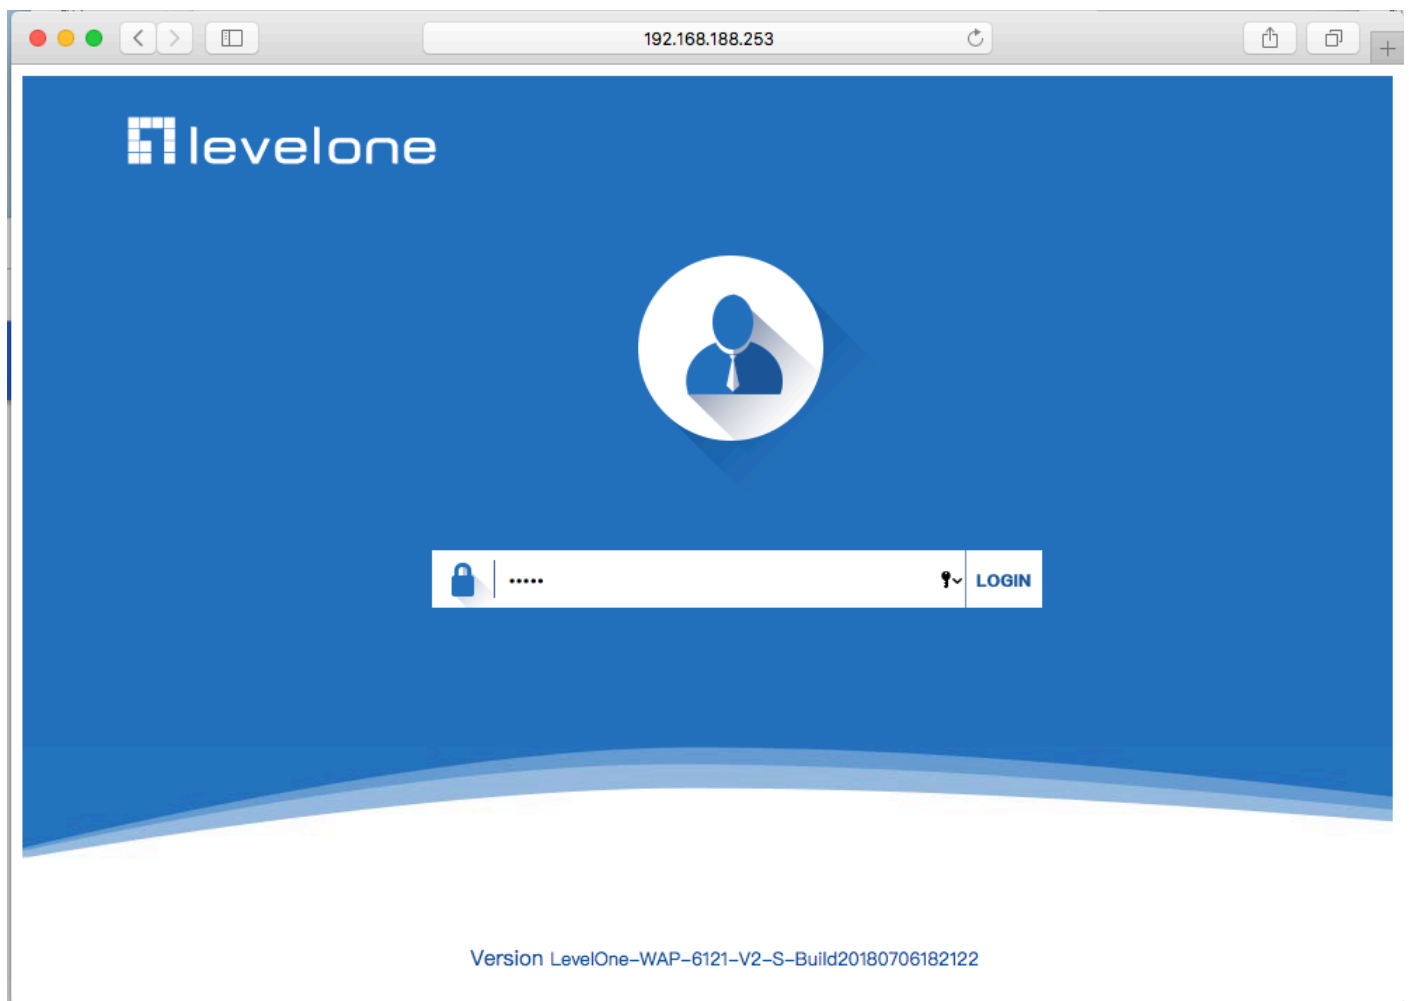 192.168.188.253
levelone
•••••
LOGIN
Version LevelOne-WAP-6121-V2-S-Build20180706182122